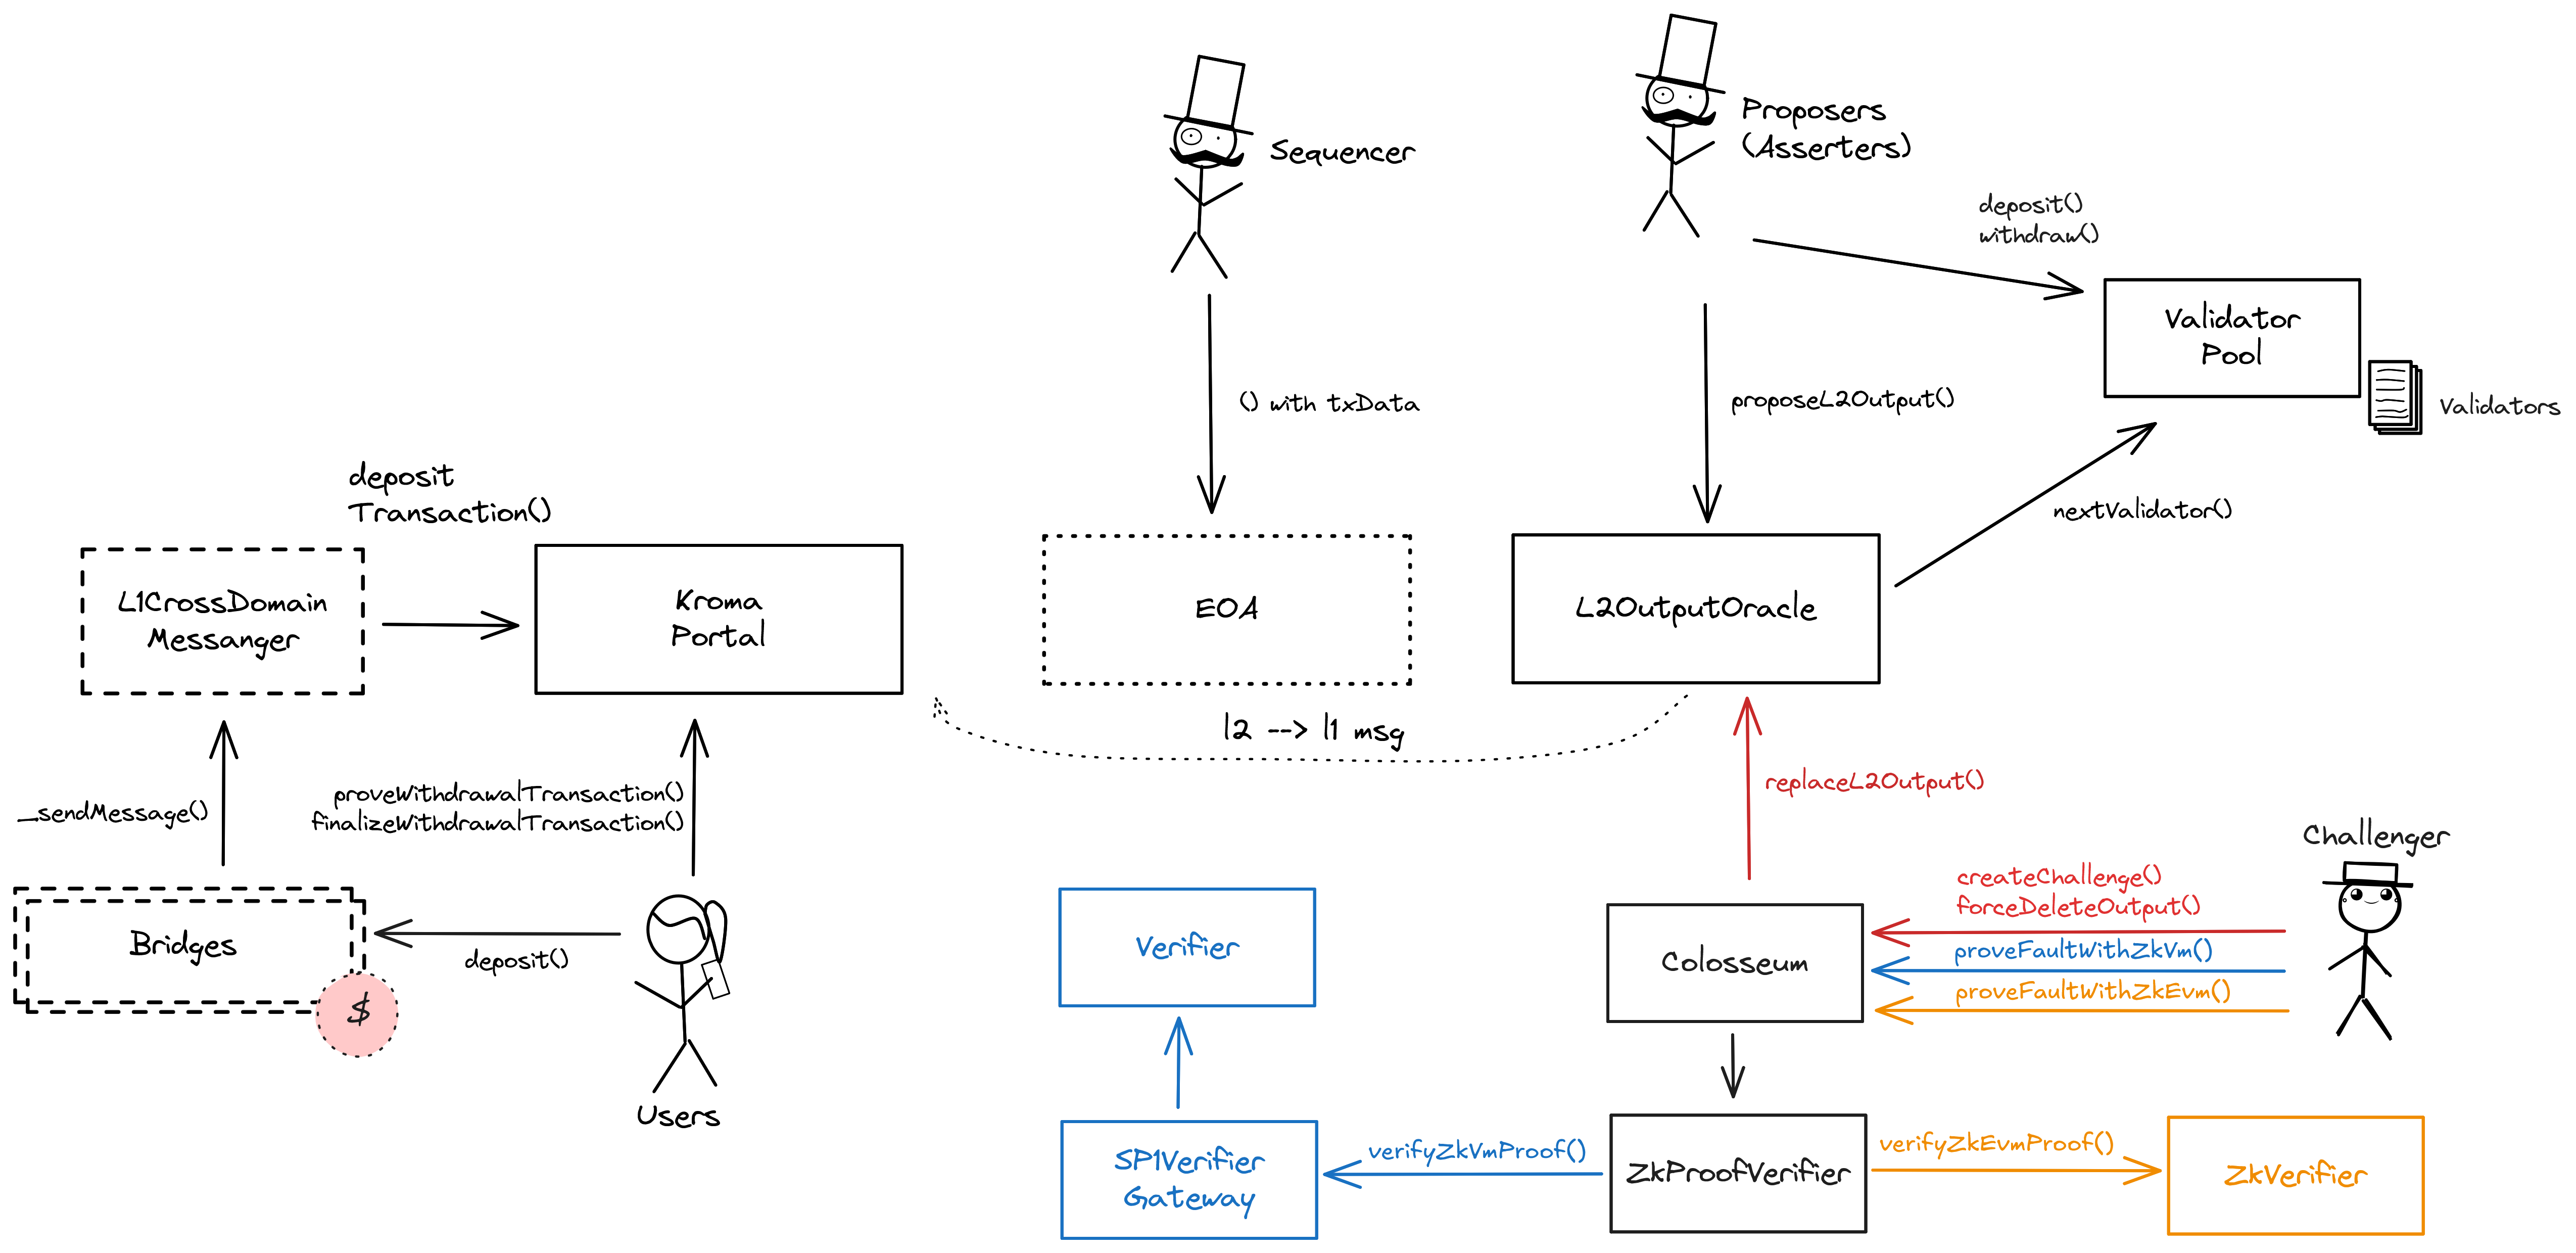 Sequencer
Proposers
(Asserters)
deposit()
withdraw()
Validator
Pool
Validators
() with txData
proposeL2Output()
nextValidator()
deposit
Transaction()
L1CrossDomain
Messanger
Kroma
Portal
EOA
L2OutputOracle
l2 --> l1 msg
_sendMessage()
proveWithdrawalTransaction()
finalizeWithdrawalTransaction()
replaceL2Output()
Challenger
createChallenge()
forceDeleteOutput()
proveFaultWithZkVm()
proveFaultWithZkEvm()
Bridges
$
deposit()
Users
Verifier
Colosseum
SP1Verifier
Gateway
verifyZkVmProof()
ZkProofVerifier
verifyZkEvmProof()
ZkVerifier